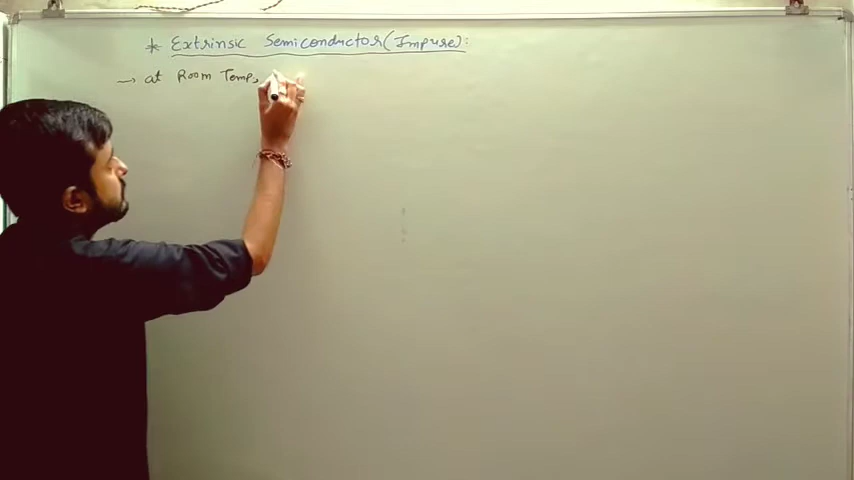 * Extrinsic Semiconductor (Impure):
→ at Room Temp,